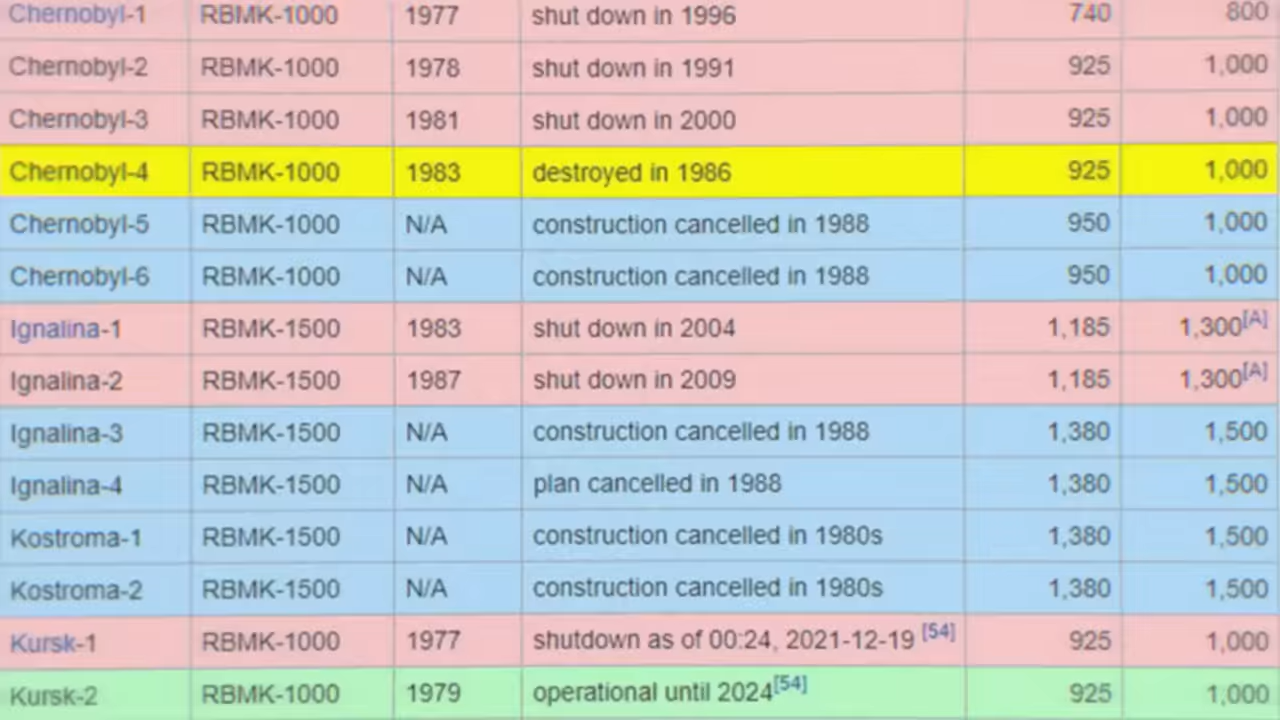 Chernobyl-1 RBMK-1000 1977 shut down in 1996 740 800
Chernobyl-2 RBMK-1000 1978 shut down in 1991 925 1,000
Chernobyl-3 RBMK-1000 1981 shut down in 2000 925 1,000
Chernobyl-4 RBMK-1000 1983 destroyed in 1986 925 1,000
Chernobyl-5 RBMK-1000 N/A construction cancelled in 1988 950 1,000
Chernobyl-6 RBMK-1000 N/A construction cancelled in 1988 950 1,000
Ignalina-1 RBMK-1500 1983 shut down in 2004 1,185 1,300[A]
Ignalina-2 RBMK-1500 1987 shut down in 2009 1,185 1,300[A]
Ignalina-3 RBMK-1500 N/A construction cancelled in 1988 1,380 1,500
Ignalina-4 RBMK-1500 N/A plan cancelled in 1988 1,380 1,500
Kostroma-1 RBMK-1500 N/A construction cancelled in 1980s 1,380 1,500
Kostroma-2 RBMK-1500 N/A construction cancelled in 1980s 1,380 1,500
Kursk-1 RBMK-1000 1977 shutdown as of 00:24, 2021-12-19 [54] 925 1,000
Kursk-2 RBMK-1000 1979 operational until 2024[54] 925 1,000